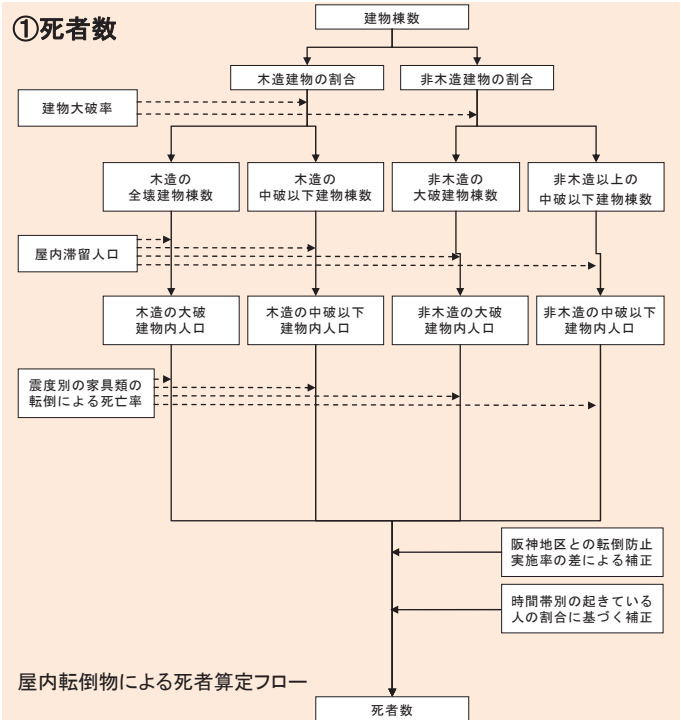 ①死者数
建物棟数
木造建物の割合
非木造建物の割合
建物大破率
木造の
全壊建物棟数
木造の
中破以下建物棟数
非木造の
大破建物棟数
非木造以上の
中破以下建物棟数
屋内滞留人口
木造の大破
建物内人口
木造の中破以下
建物内人口
非木造の大破
建物内人口
非木造の中破以下
建物内人口
震度別の家具類の
転倒による死亡率
阪神地区との転倒防止
実施率の差による補正
時間帯別の起きている
人の割合に基づく補正
屋内転倒物による死者算定フロー
死者数